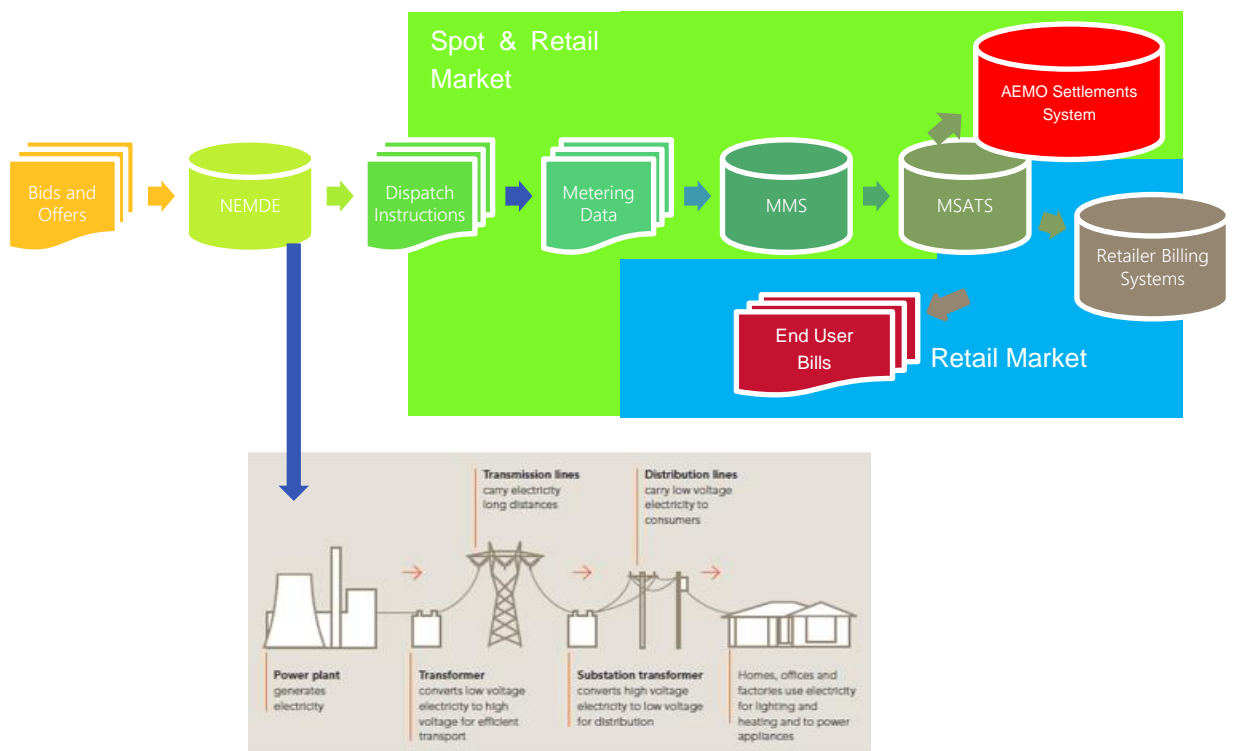 Spot & Retail
Market
AEMO Settlements
System
Bids and
Offers
NEMDE
Dispatch
Instructions
Metering
Data
MMS
MSATS
Retailer Billing
Systems
End User
Bills
Retail Market
Transmission lines
carry electricity
long distances
Distribution lines
carry low voltage
electricity to
consumers
Power plant
generates
electricity
Transformer
converts low voltage
electricity to high
voltage for efficient
transport
Substation transformer
converts high voltage
electricity to low voltage
for distribution
Homes, offices and
factories use electricity
for lighting and
heating and to power
appliances